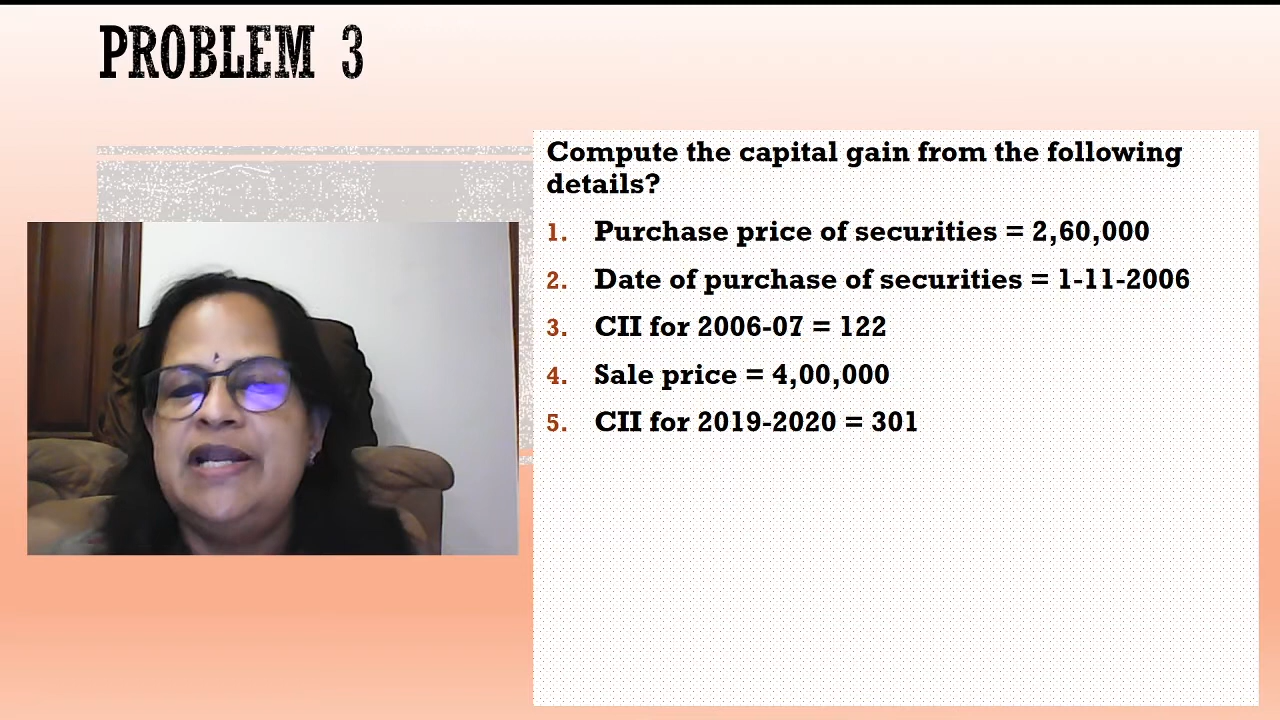 PROBLEM 3
Compute the capital gain from the following
details?
1. Purchase price of securities = 2,60,000
2. Date of purchase of securities = 1-11-2006
3. CII for 2006-07 = 122
4. Sale price = 4,00,000
5. CII for 2019-2020 = 301